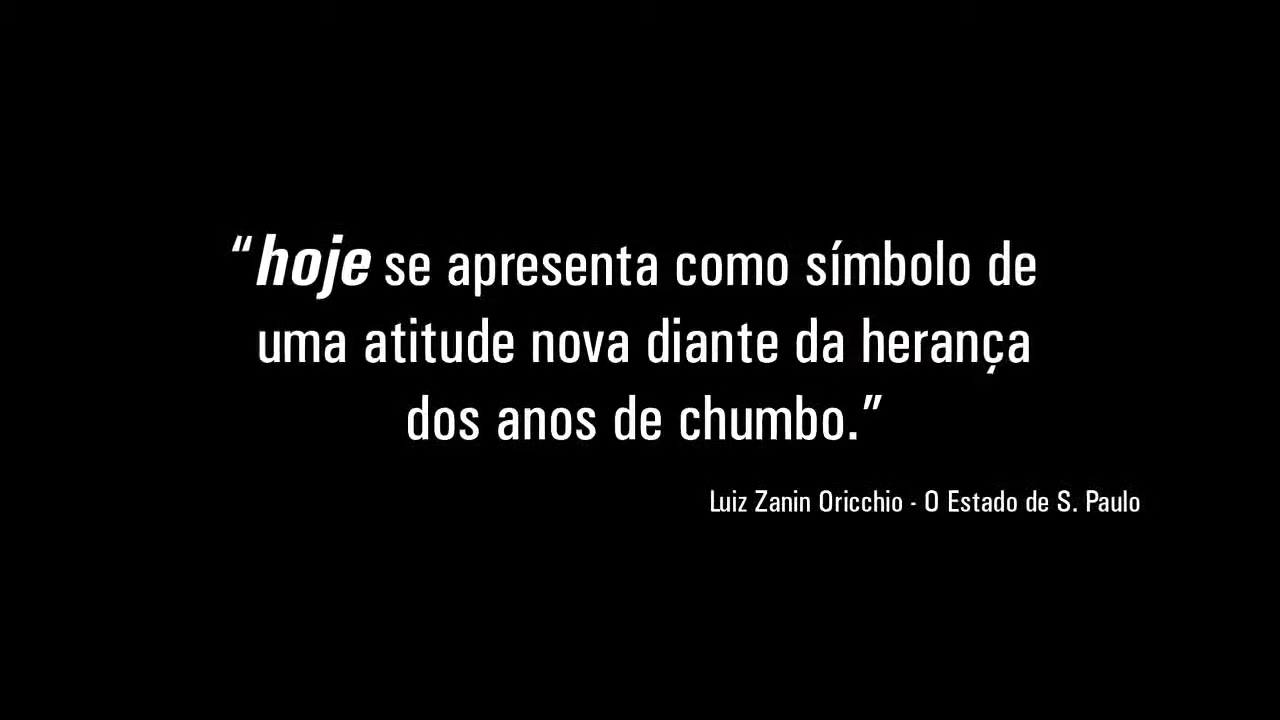 “hoje se apresenta como símbolo de
uma atitude nova diante da herança
dos anos de chumbo.”
Luiz Zanin Oricchio - O Estado de S. Paulo